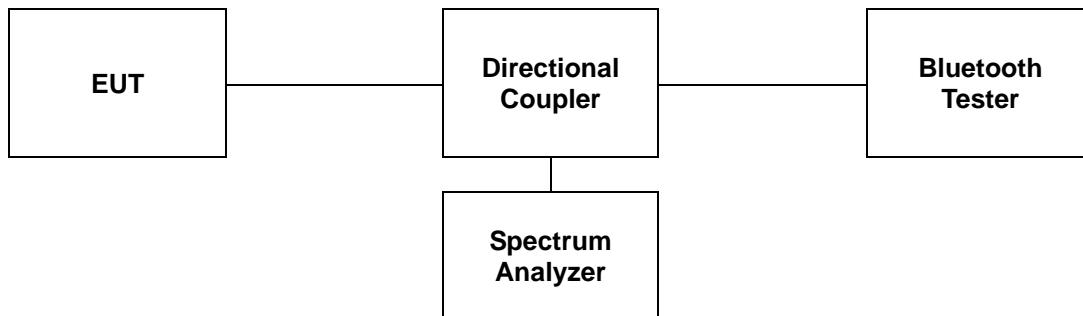 EUT
Directional
Coupler
Bluetooth
Tester
Spectrum
Analyzer